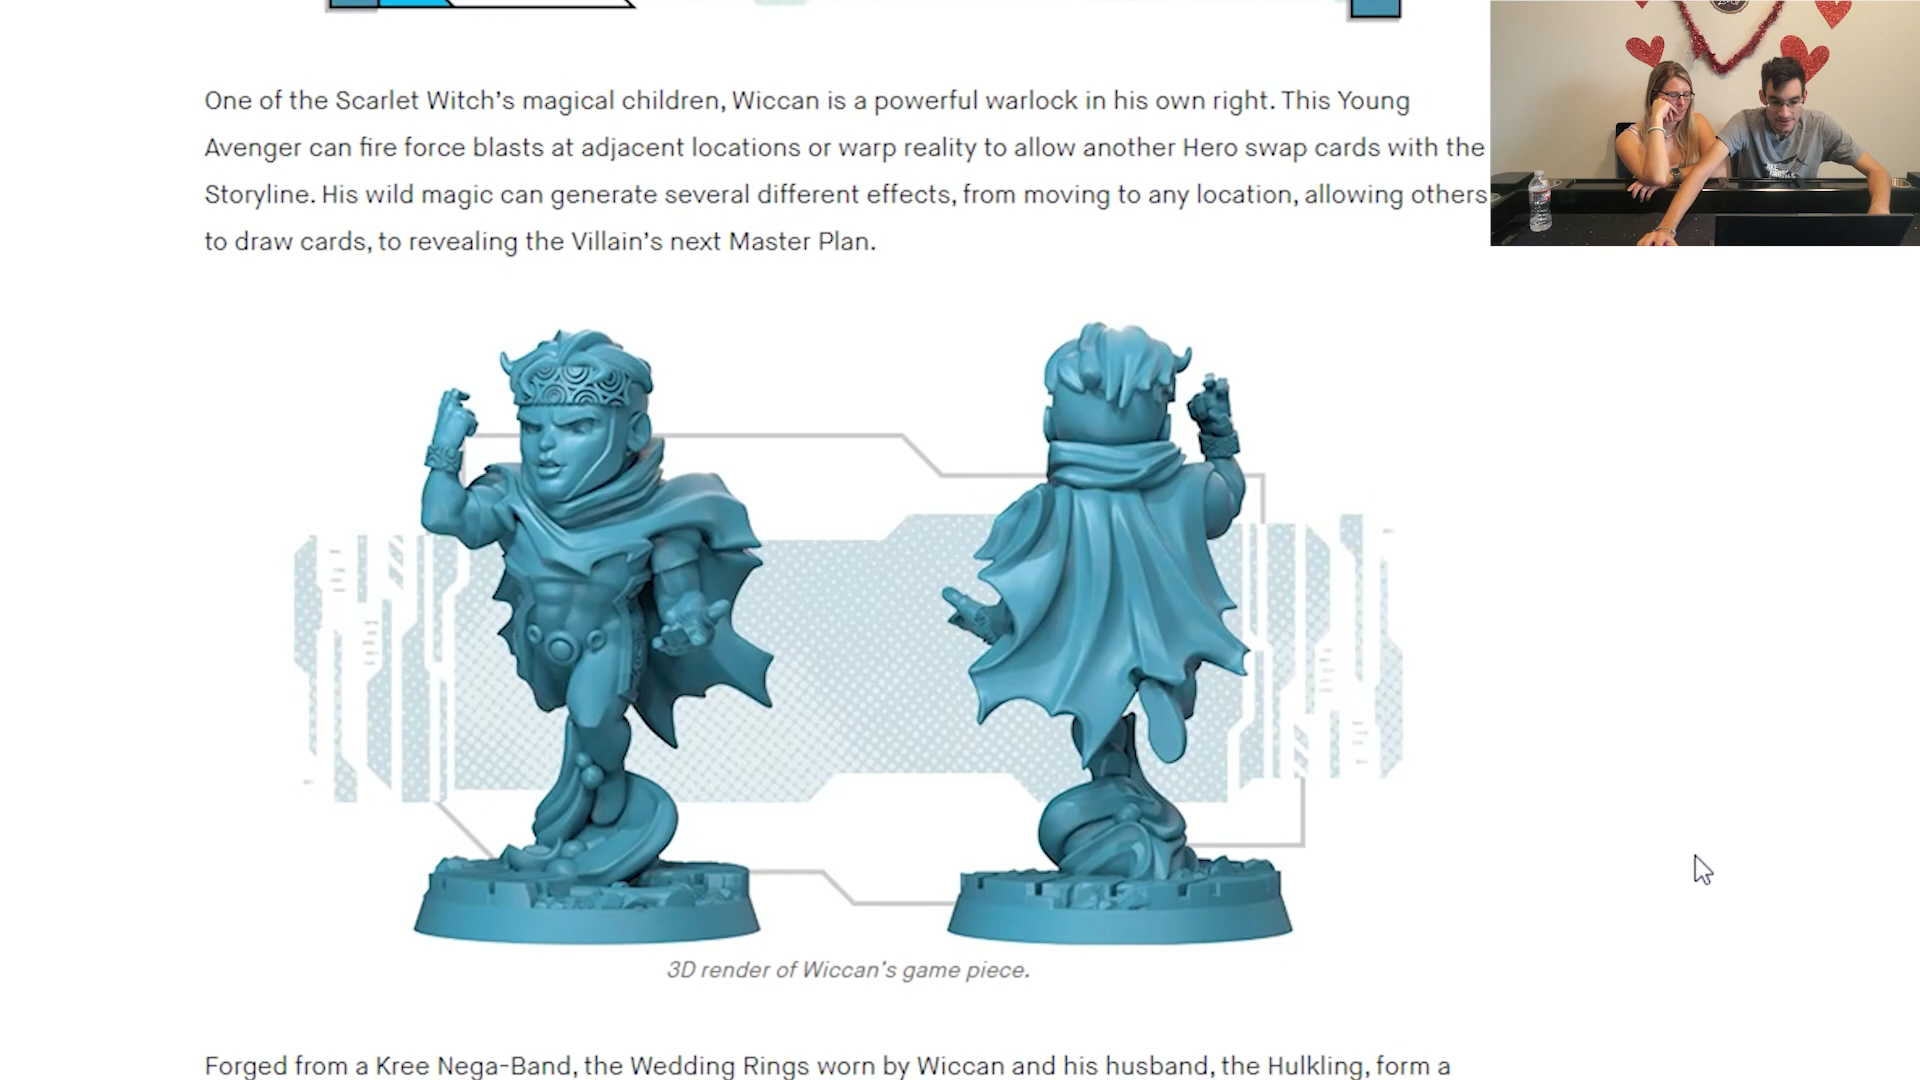 One of the Scarlet Witch's magical children, Wiccan is a powerful warlock in his own right. This Young
Avenger can fire force blasts at adjacent locations or warp reality to allow another Hero swap cards with the
Storyline. His wild magic can generate several different effects, from moving to any location, allowing others
to draw cards, to revealing the Villain's next Master Plan.
3D render of Wiccan's game piece.
Forged from a Kree Nega-Band, the Wedding Rings worn by Wiccan and his husband, the Hulkling, form a